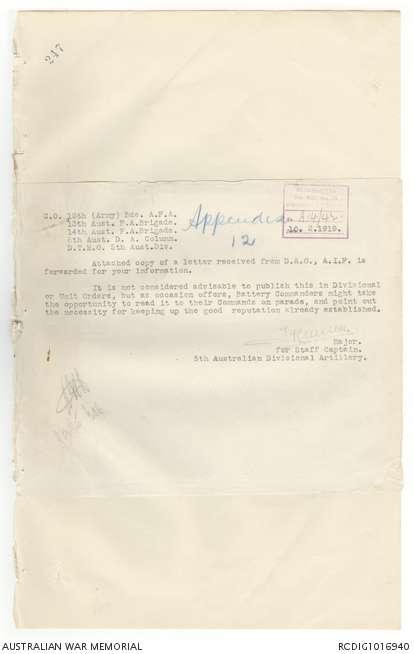 247
C.O. 12th (Army) Bde. A.F.A.
13th Aust. F.A.Brigade.
14th Aust. F.A.Brigade.
5th Aust. D. A. Column.
D.T.M.O. 5th Aust.Div.
Appendix
12
A 14/42
10. 2.1919.
Attached copy of a letter received from D.A.G., A.I.F. is
forwarded for your information.
It is not considered advisable to publish this in Divisional
or Unit Orders, but as occasion offers, Battery Commanders might take
the opportunity to read it to their Commands on parade, and point out
the necessity for keeping up the good reputation already established.
Major.
for Staff Captain.
5th Australian Divisional Artillery.
AUSTRALIAN WAR MEMORIAL
RCDIG1016940